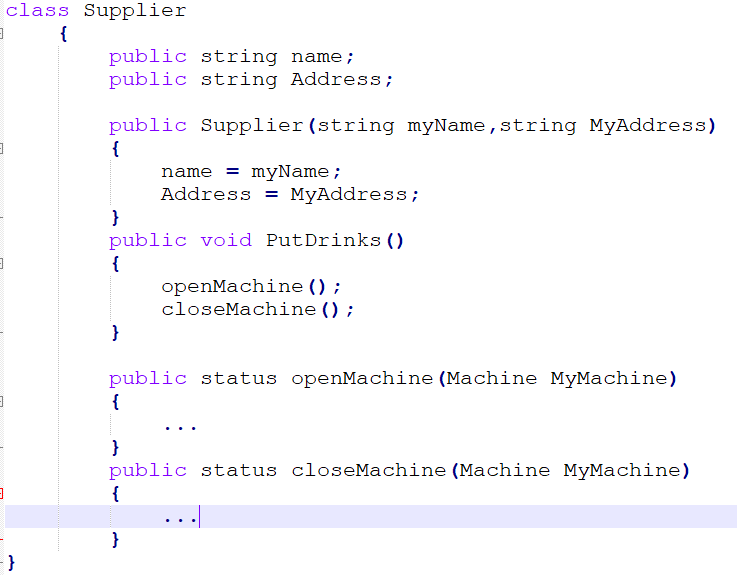 class Supplier
{
public string name;
public string Address;
public Supplier(string myName,string MyAddress)
{
name = myName;
Address = MyAddress;
}
public void PutDrinks()
{
openMachine();
closeMachine();
}
public status openMachine(Machine MyMachine)
{
...
}
public status closeMachine(Machine MyMachine)
{
...
}
}